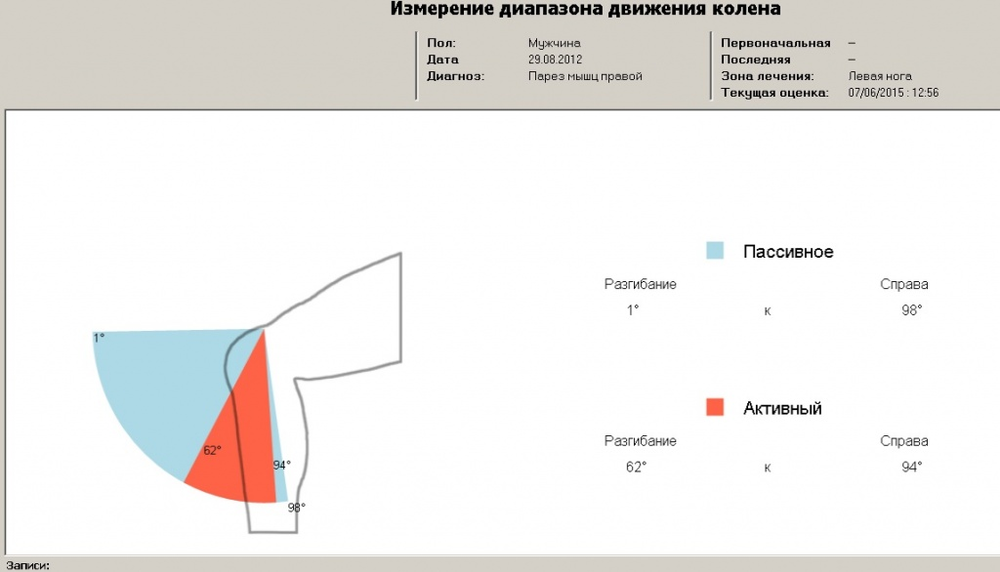 Измерение диапазона движения колена
Пол: Мужчина
Дата 29.08.2012
Диагноз: Парез мышц правой
Первоначальная –
Последняя –
Зона лечения: Левая нога
Текущая оценка: 07/06/2015 : 12:56
Пассивное
Разгибание Справа
1° к 98°
Активный
Разгибание Справа
62° к 94°
1°
62°
94°
98°
Записи: